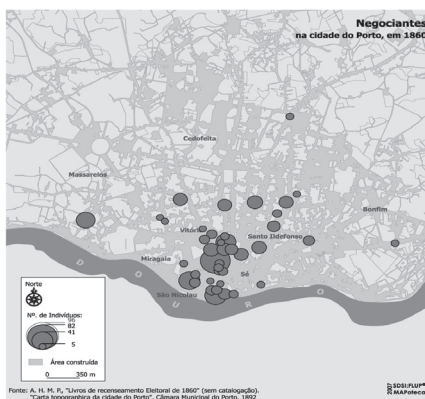 Negociantes
na cidade do Porto, em 1860
Cedofeita
Massarelos
Bonfim
Vitória
Santo Ildefonso
Miragaia
Sé
São Nicolau
D O U R O
Norte
Nº. de Indivíduos:
96
82
41
5
Área construída
0 350 m
Fonte: A. H. M. P., "Livros de recenseamento Eleitoral de 1860" (sem catalogação).
"Carta topographica da cidade do Porto", Câmara Municipal do Porto, 1892
2007
SDSI:FLUP
MAPoteca